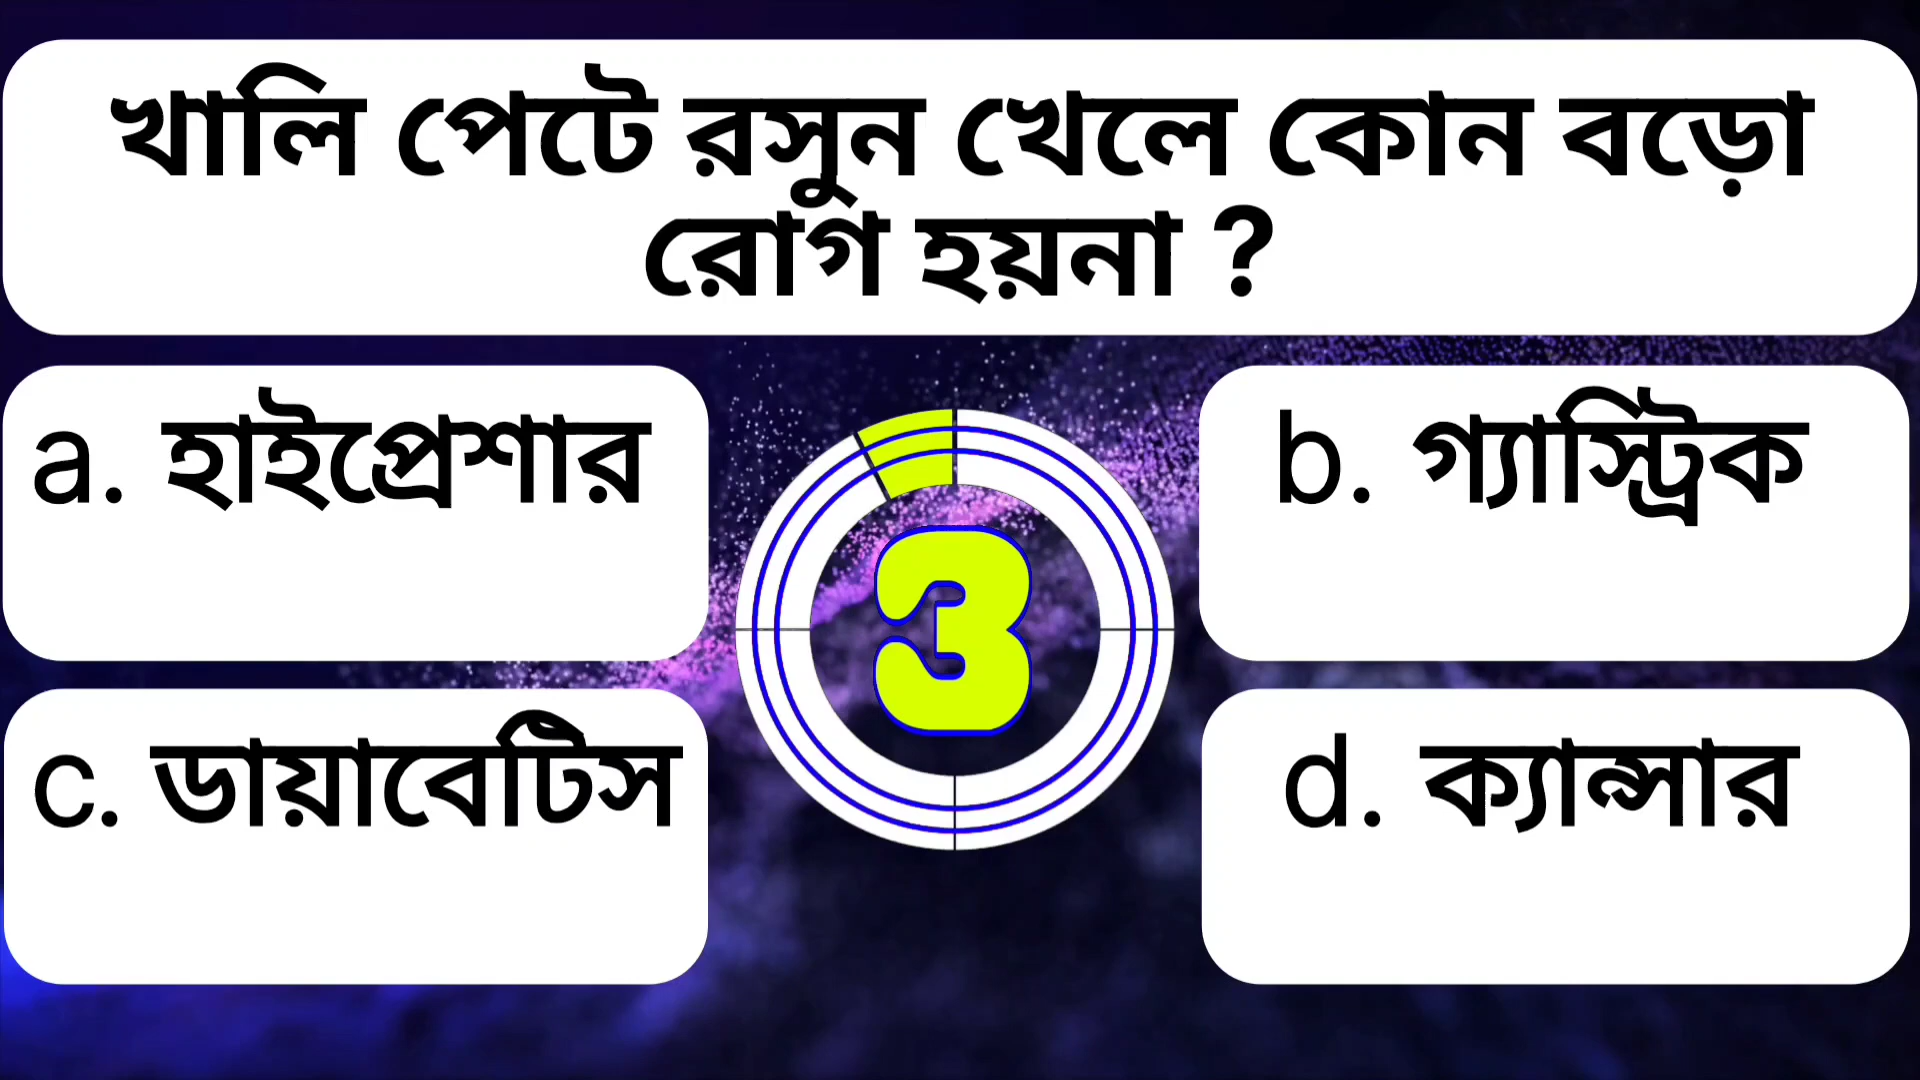 খালি পেটে রসুন খেলে কোন বড়ো
রোগ হয়না ?
a. হাইপ্রেশার
b. গ্যাস্ট্রিক
3
c. ডায়াবেটিস
d. ক্যান্সার